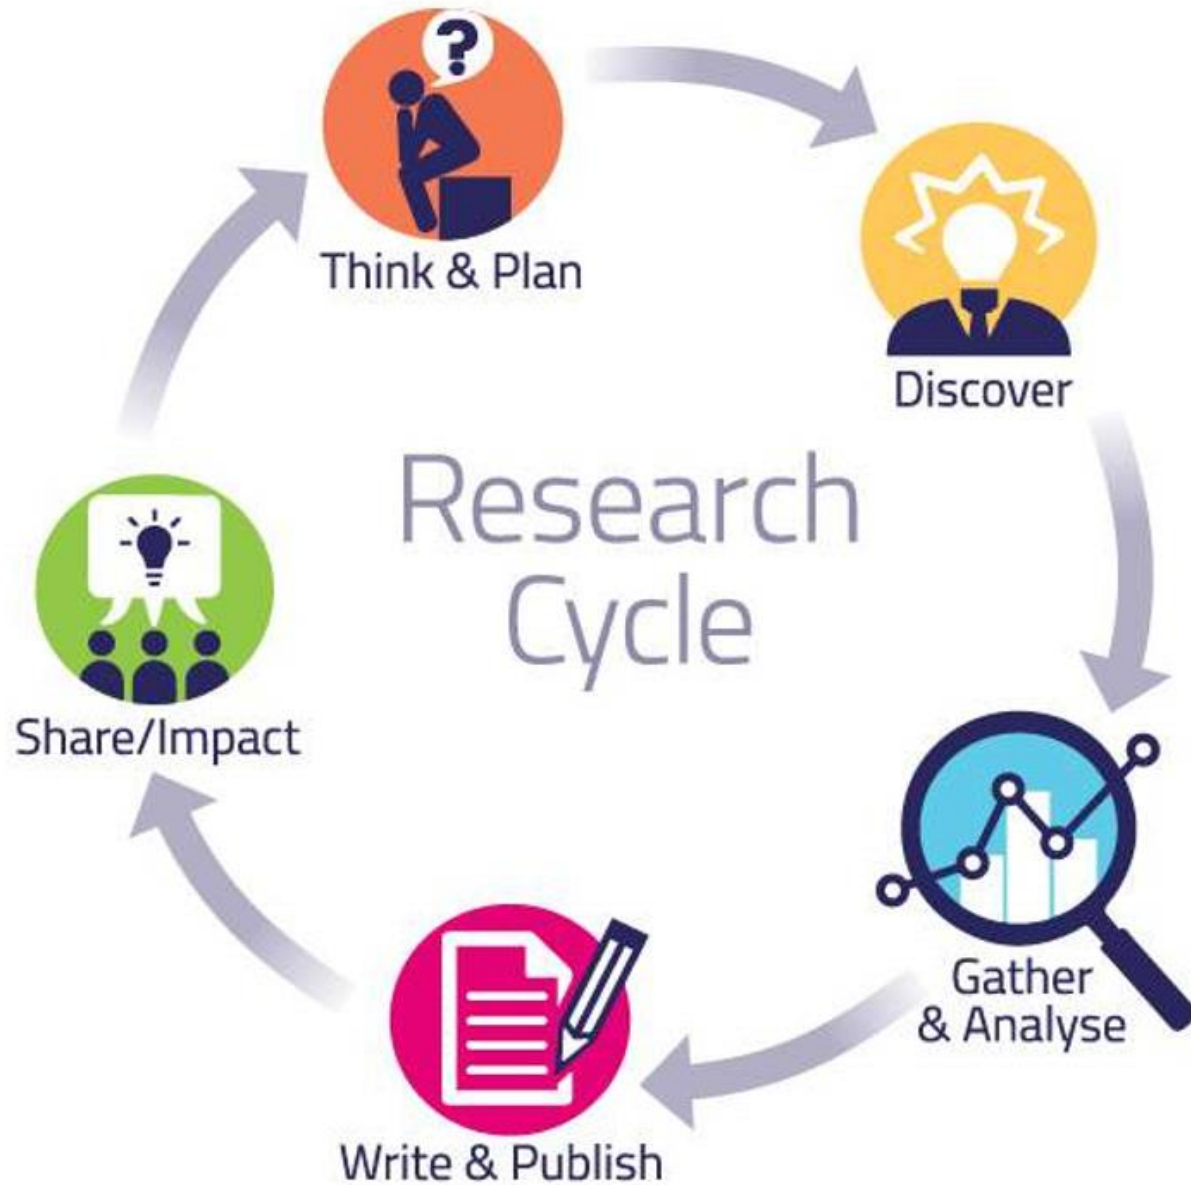 ?
Think & Plan
Discover
Research
Cycle
Share/Impact
Gather
& Analyse
Write & Publish